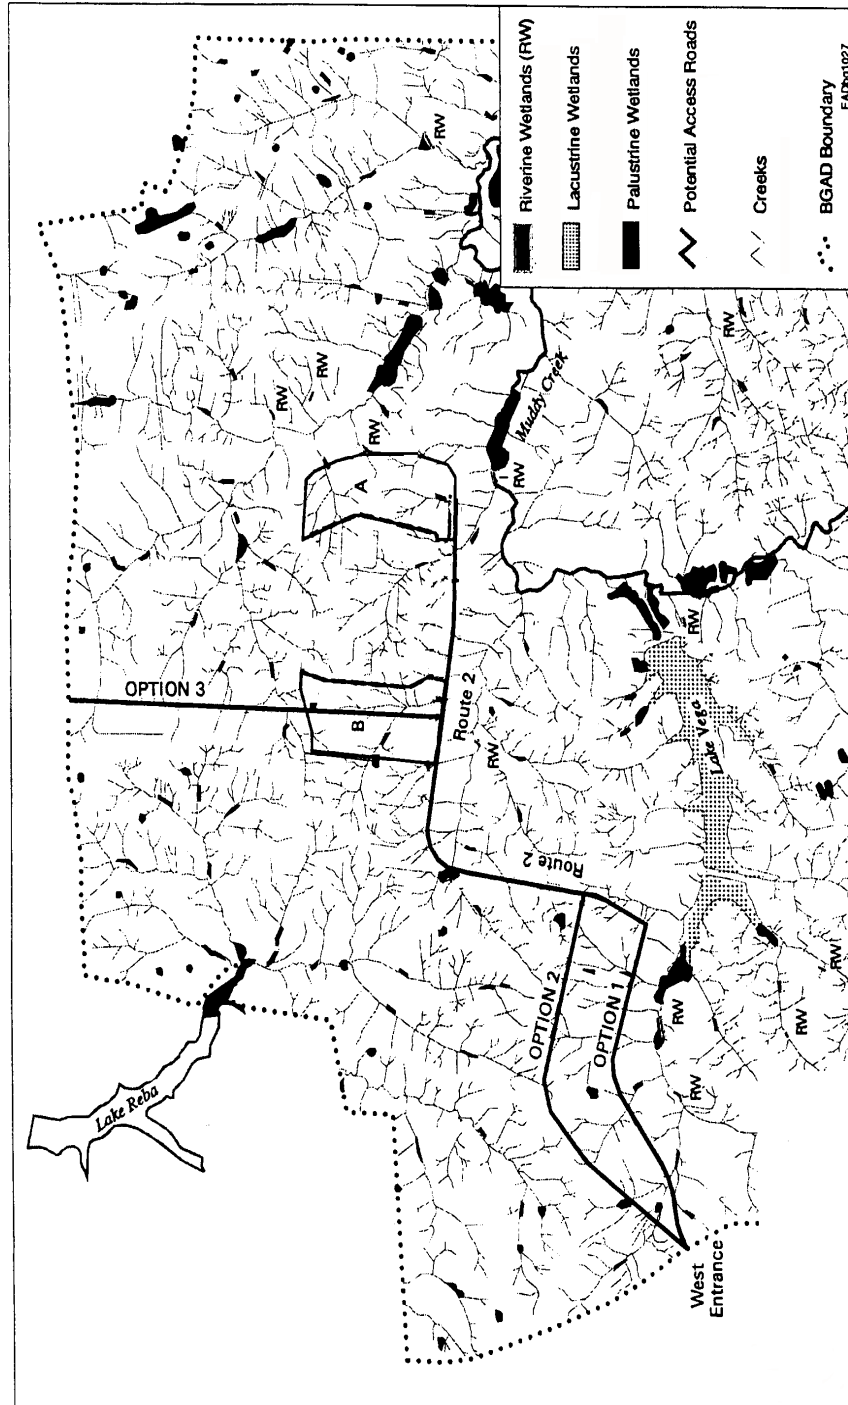 Lake Reba
OPTION 3
A
B
RW
RW
RW
RW
RW
RW
RW
RW
RW
RW
RW
RW
RW
Muddy Creek
Route 2
Route 2
Lake Vega
OPTION 2
OPTION 1
West
Entrance
Riverine Wetlands (RW)
Lacustrine Wetlands
Palustrine Wetlands
Potential Access Roads
Creeks
BGAD Boundary